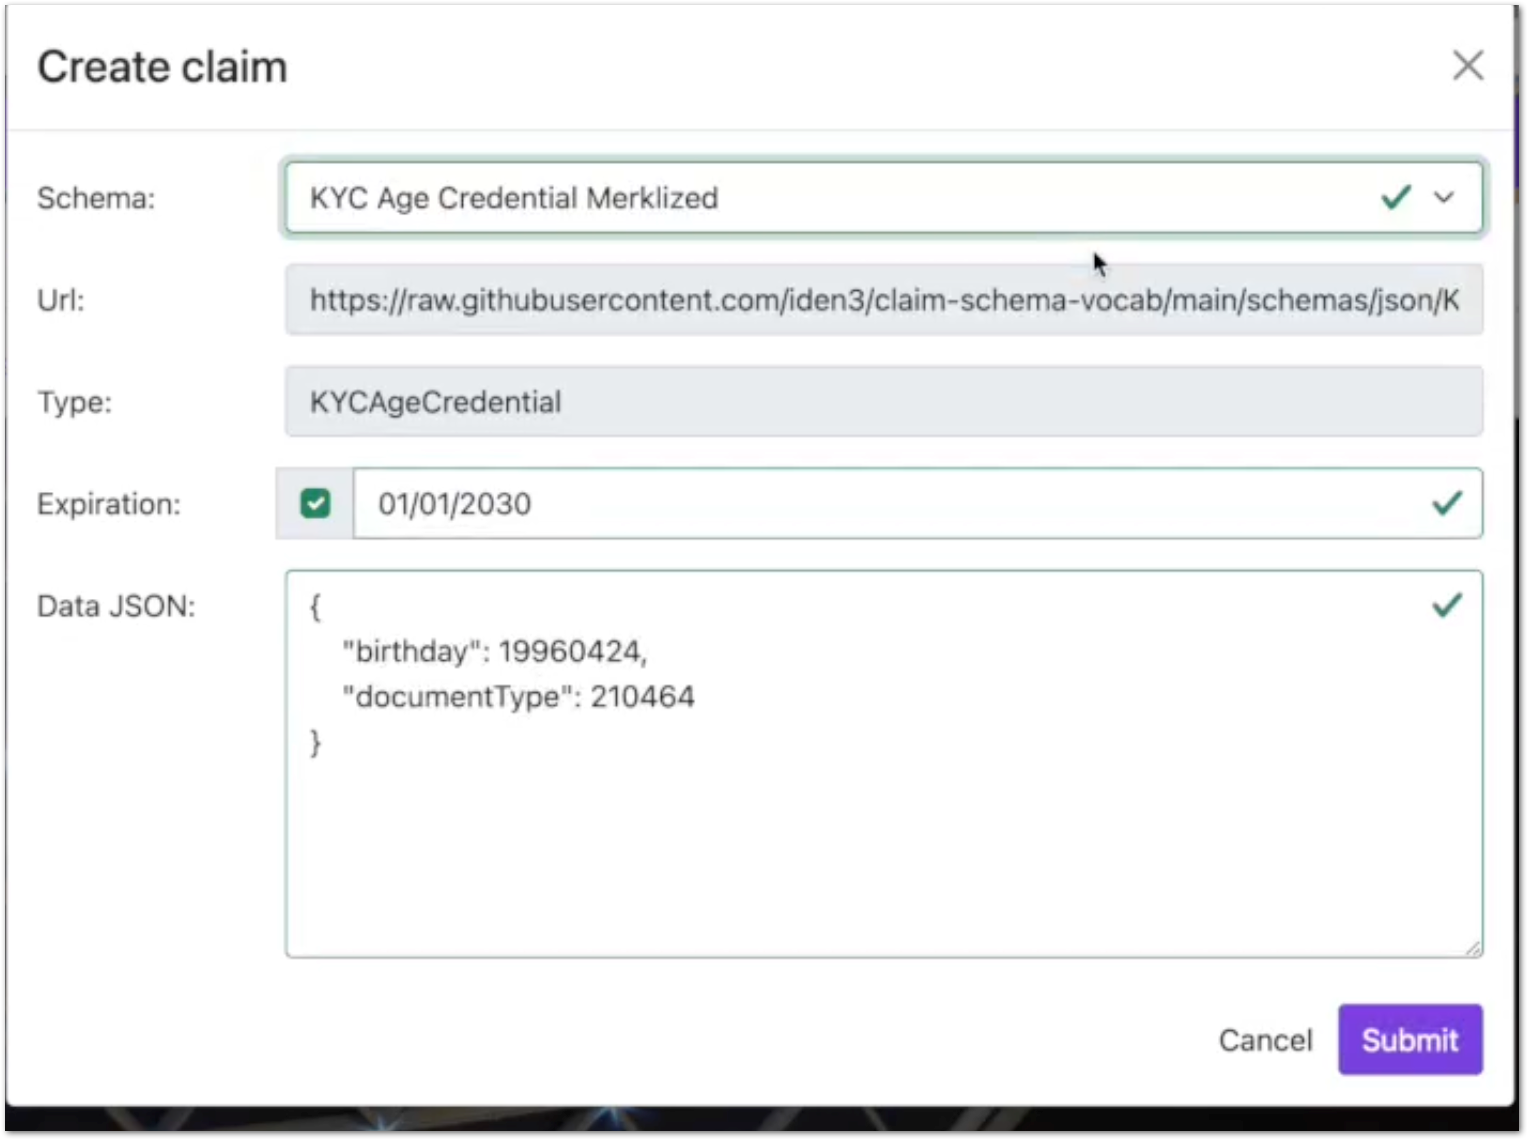 Create claim
Schema:
KYC Age Credential Merklized
Url:
https://raw.githubusercontent.com/iden3/claim-schema-vocab/main/schemas/json/K
Type:
KYCAgeCredential
Expiration:
01/01/2030
Data JSON:
{
"birthday": 19960424,
"documentType": 210464
}
Cancel
Submit